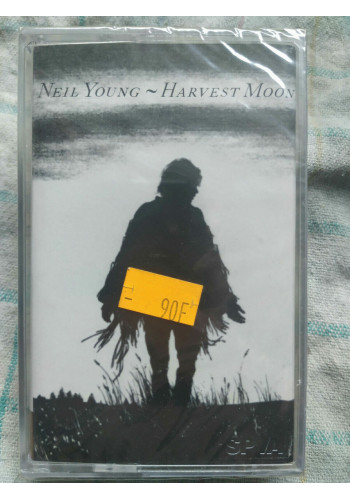 NEIL YOUNG ~ HARVEST MOON
90F